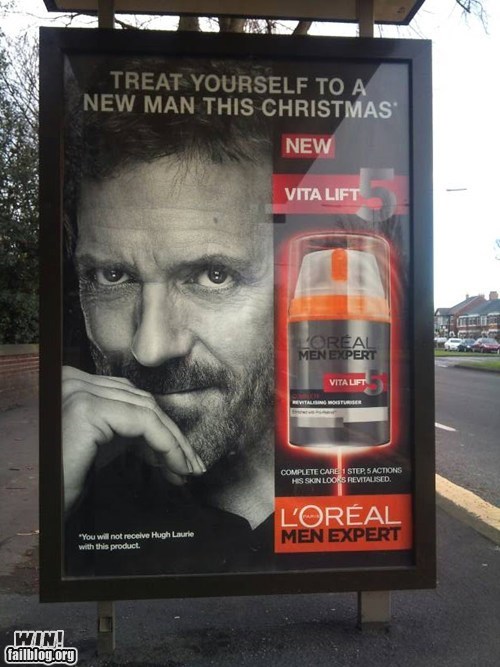 TREAT YOURSELF TO A
NEW MAN THIS CHRISTMAS*
NEW
VITA LIFT 5
L'ORÉAL
MEN EXPERT
VITA LIFT 5
REVITALISING MOISTURISER
COMPLETE CARE 1 STEP, 5 ACTIONS
HIS SKIN LOOKS REVITALISED.
L'ORÉAL
PARIS
MEN EXPERT
*You will not receive Hugh Laurie
with this product.
WIN!
failblog.org